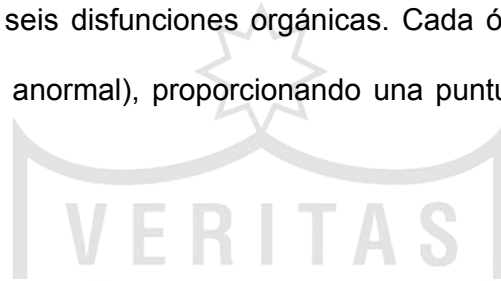 seis disfunciones orgánicas. Cada ó
anormal), proporcionando una puntu
VERITAS